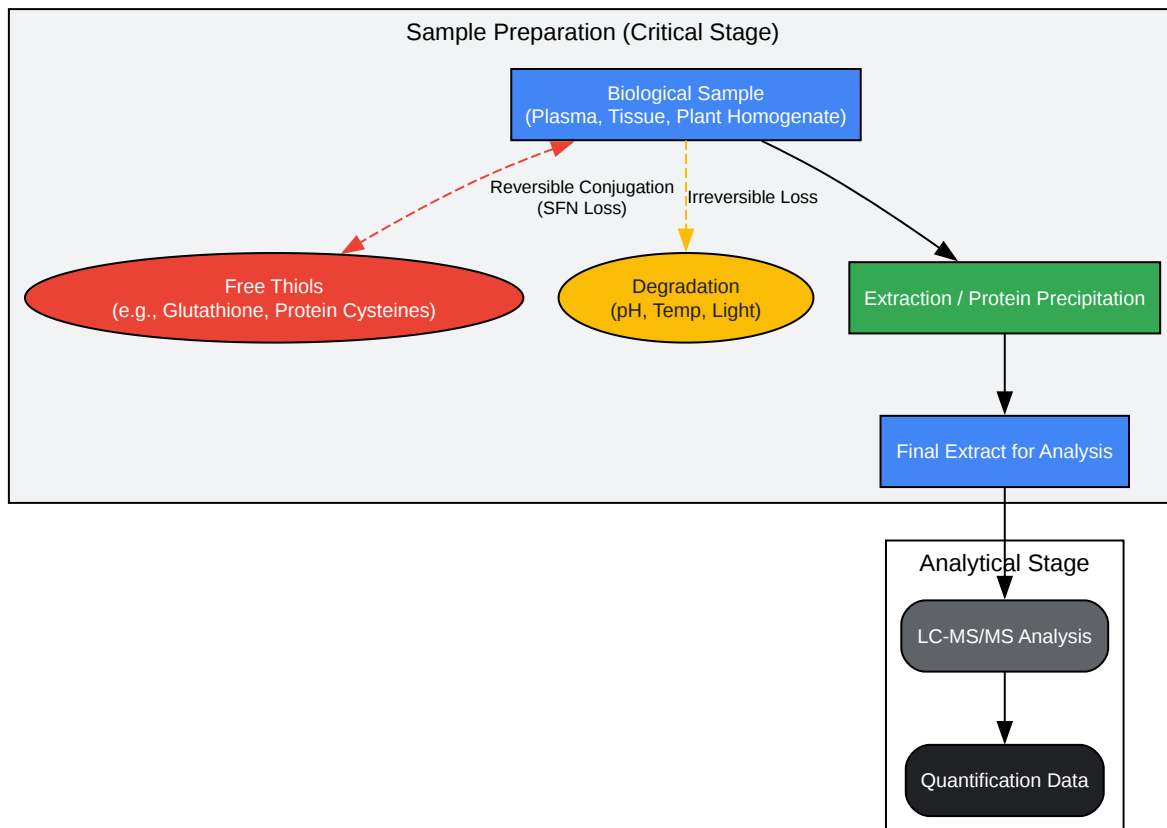 Sample Preparation (Critical Stage)
Biological Sample
(Plasma, Tissue, Plant Homogenate)
Reversible Conjugation
(SFN Loss)
Irreversible Loss
Free Thiols
(e.g., Glutathione, Protein Cysteines)
Degradation
(pH, Temp, Light)
Extraction / Protein Precipitation
Final Extract for Analysis
Analytical Stage
LC-MS/MS Analysis
Quantification Data